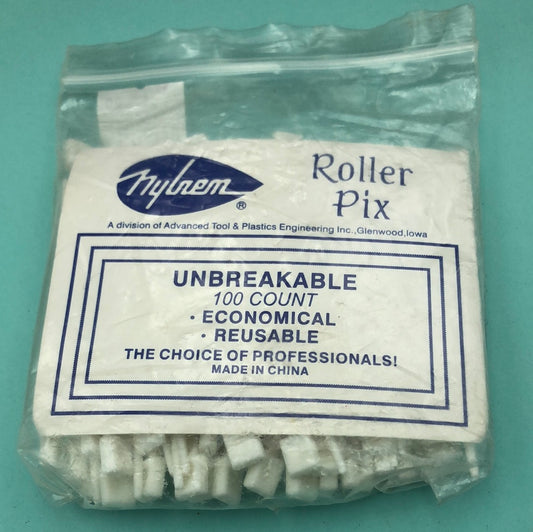 Nylrem ®
Roller
Pix
A division of Advanced Tool & Plastics Engineering Inc.,Glenwood,Iowa
UNBREAKABLE
100 COUNT
· ECONOMICAL
· REUSABLE
THE CHOICE OF PROFESSIONALS!
MADE IN CHINA